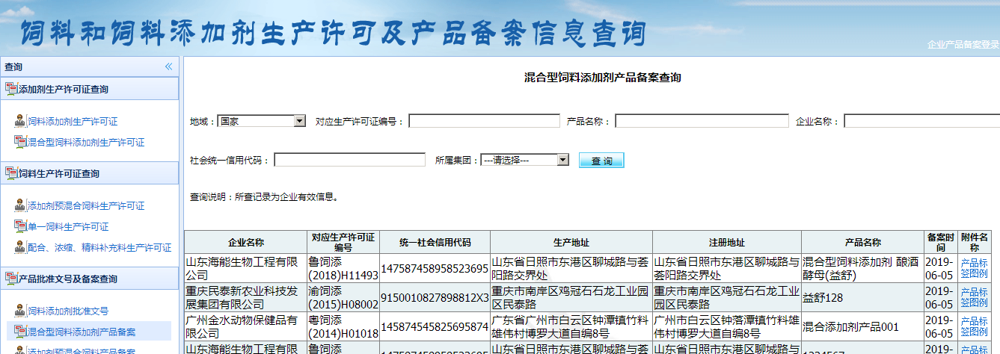 饲料和饲料添加剂生产许可及产品备案信息查询
企业产品备案登录
查询
添加剂生产许可证查询
饲料添加剂生产许可证
混合型饲料添加剂生产许可证
饲料生产许可证查询
添加剂预混合饲料生产许可证
单一饲料生产许可证
配合、浓缩、精料补充料生产许可证
产品批准文号及备案查询
饲料添加剂批准文号
混合型饲料添加剂产品备案
添加剂预混合饲料产品备案
混合型饲料添加剂产品备案查询
地域： 国家 对应生产许可证编号： 产品名称： 企业名称：
社会统一信用代码： 所属集团： ---请选择--- 查 询
查询说明：所查记录为企业有效信息。
企业名称 对应生产许可证编号 统一社会信用代码 生产地址 注册地址 产品名称 备案时间 附件名称
山东海能生物工程有限公司 鲁饲添(2018)H11493 147587458958523695 山东省日照市东港区聊城路与荟阳路交界处 山东省日照市东港区聊城路与荟阳路交界处 混合型饲料添加剂 酿酒酵母(益舒) 2019-06-05 产品标签图例
重庆民泰新农业科技发展集团有限公司 渝饲添(2015)H08002 9150010827898812X3 重庆市南岸区鸡冠石石龙工业园区民泰路 重庆市南岸区鸡冠石石龙工业园区民泰路 益舒128 2019-06-05 产品标签图例
广州金水动物保健品有限公司 粤饲添(2014)H01018 145874545825695874 广东省广州市白云区钟潭镇竹料雄伟村博罗大道自编8号 广州市白云区钟落潭镇竹料雄伟村博罗大道自编8号 混合添加剂产品001 2019-06-05 产品标签图例
山东海能生物工程有限 鲁饲添 山东省日照市东港区聊城路与荟 山东省日照市东港区聊城路与荟 2019- 产品标